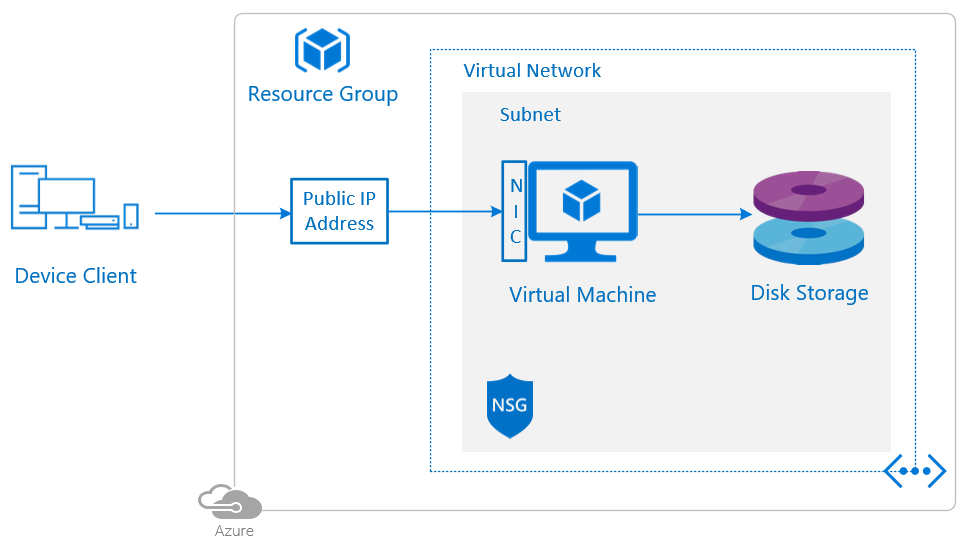 Resource Group
Virtual Network
Subnet
Device Client
Public IP
Address
N
I
C
Virtual Machine
Disk Storage
NSG
Azure